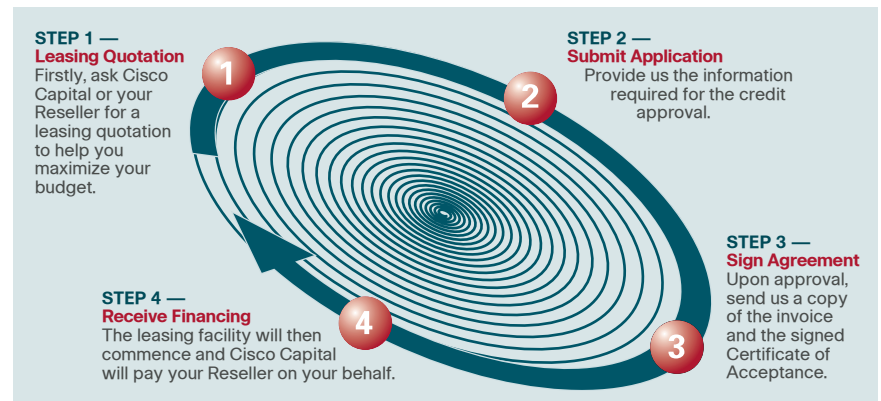 STEP 1 —
Leasing Quotation
Firstly, ask Cisco
Capital or your
Reseller for a
leasing quotation
to help you
maximize your
budget.
1
STEP 2 —
Submit Application
Provide us the information
required for the credit
approval.
2
STEP 3 —
Sign Agreement
Upon approval,
send us a copy
of the invoice
and the signed
Certificate of
Acceptance.
3
STEP 4 —
Receive Financing
The leasing facility will then
commence and Cisco Capital
will pay your Reseller on your behalf.
4